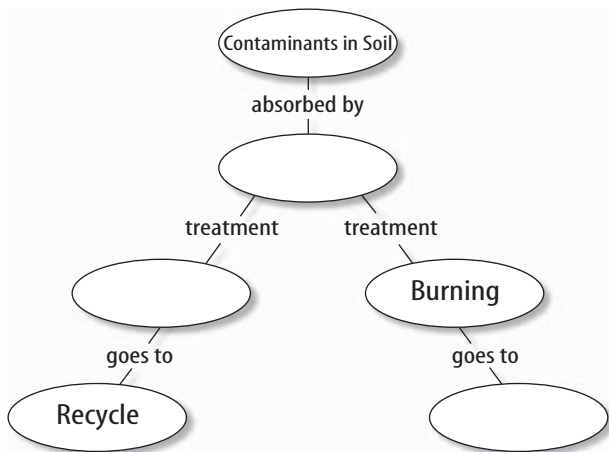 Contaminants in Soil
absorbed by
treatment
treatment
Burning
goes to
goes to
Recycle